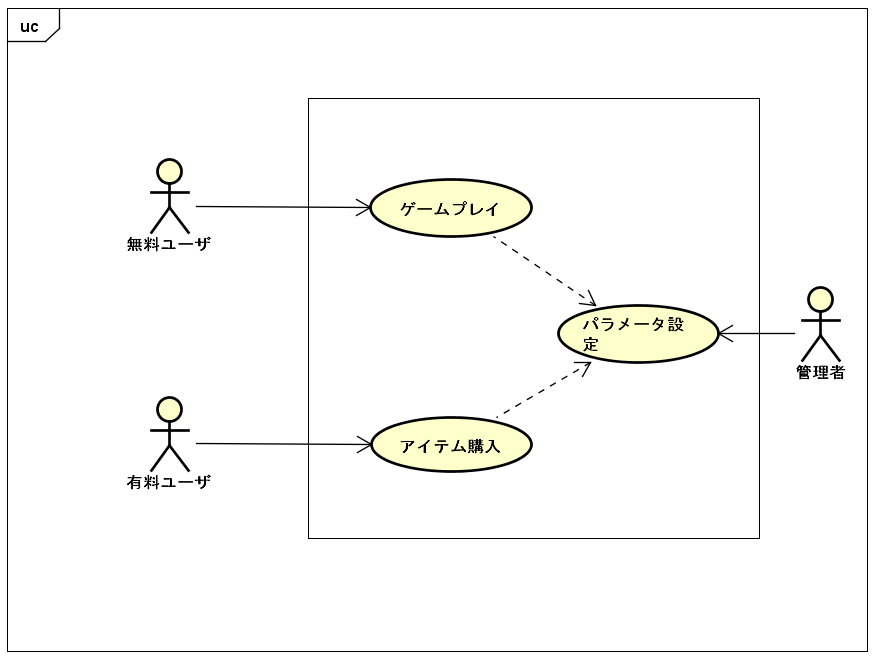 uc
無料ユーザ
ゲームプレイ
パラメータ設
定
管理者
有料ユーザ
アイテム購入